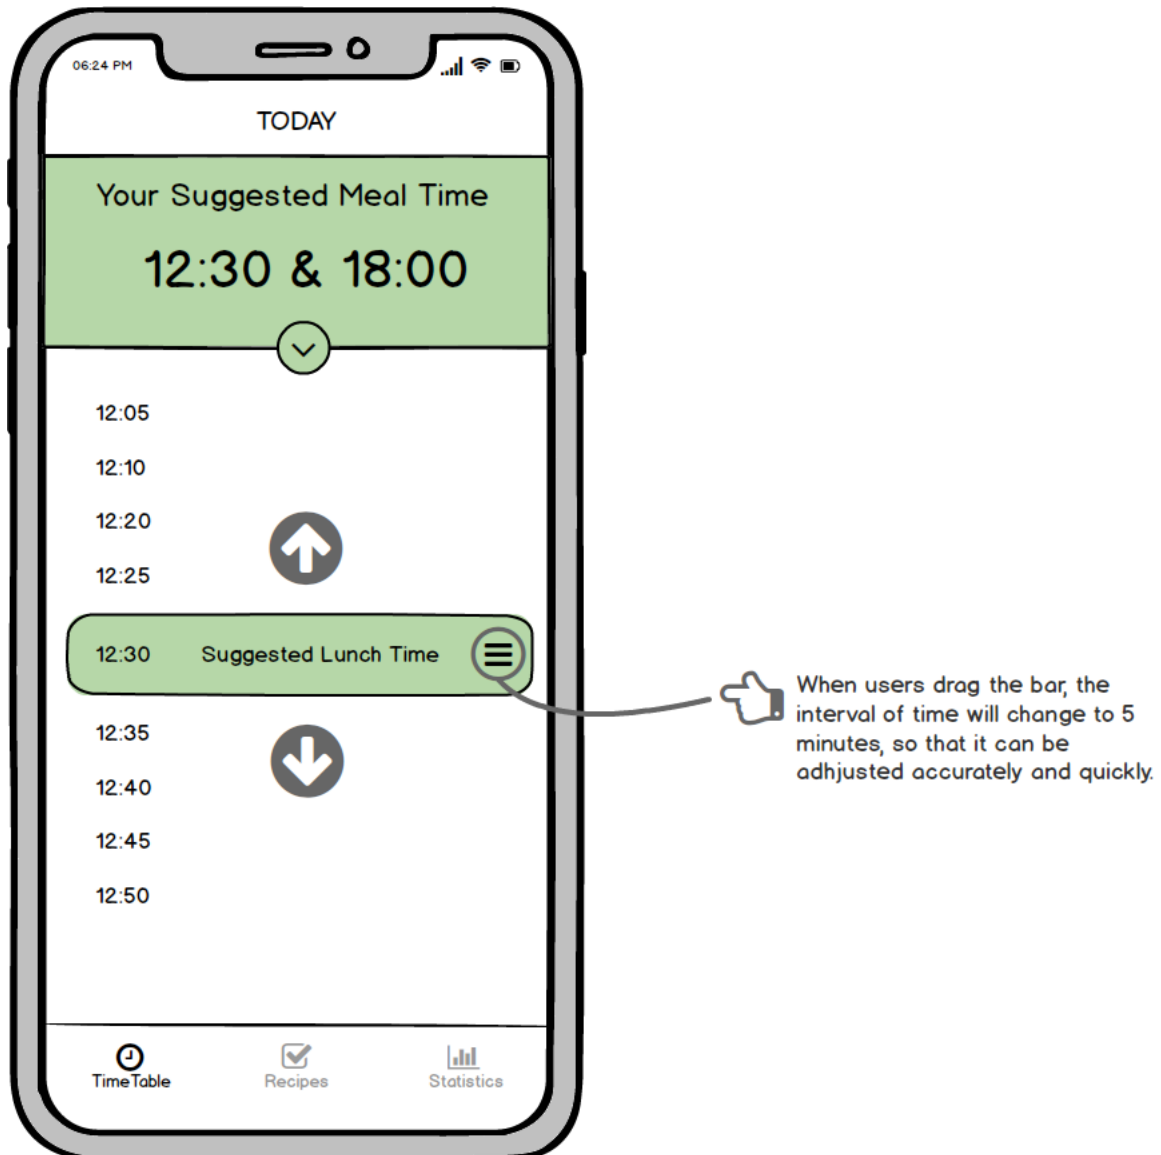 06:24 PM
TODAY
Your Suggested Meal Time
12:30 & 18:00
12:05
12:10
12:20
12:25
12:30 Suggested Lunch Time
12:35
12:40
12:45
12:50
When users drag the bar, the
interval of time will change to 5
minutes, so that it can be
adhjusted accurately and quickly.
TimeTable Recipes Statistics